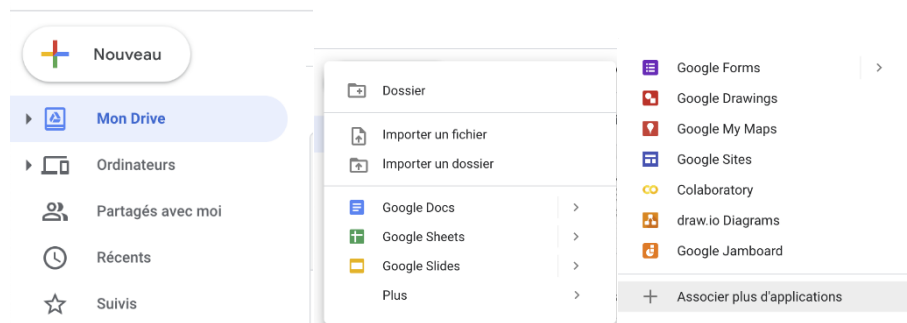 Nouveau
Mon Drive
Ordinateurs
Partagés avec moi
Récents
Suivis
Dossier
Importer un fichier
Importer un dossier
Google Docs
Google Sheets
Google Slides
Plus
Google Forms
Google Drawings
Google My Maps
Google Sites
Colaboratory
draw.io Diagrams
Google Jamboard
Associer plus d'applications